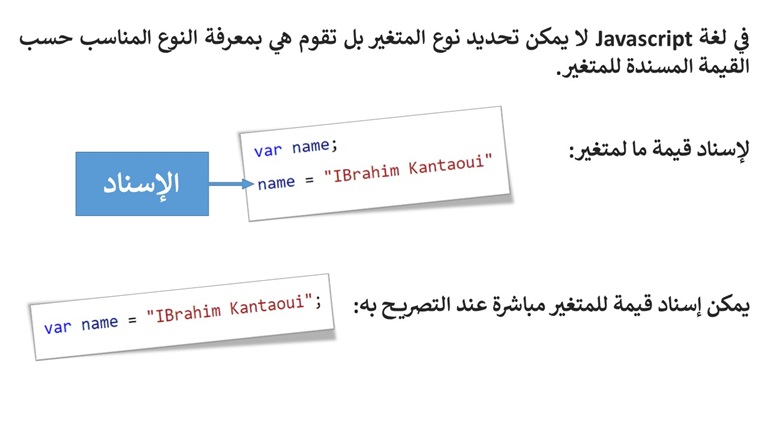 في لغة Javascript لا يمكن تحديد نوع المتغير بل تقوم هي بمعرفة النوع المناسب حسب
القيمة المسندة للمتغير.
لإسناد قيمة ما لمتغير:
var name;
name = "IBrahim Kantaoui"
الإسناد
يمكن إسناد قيمة للمتغير مباشرة عند التصريح به:
var name = "IBrahim Kantaoui";